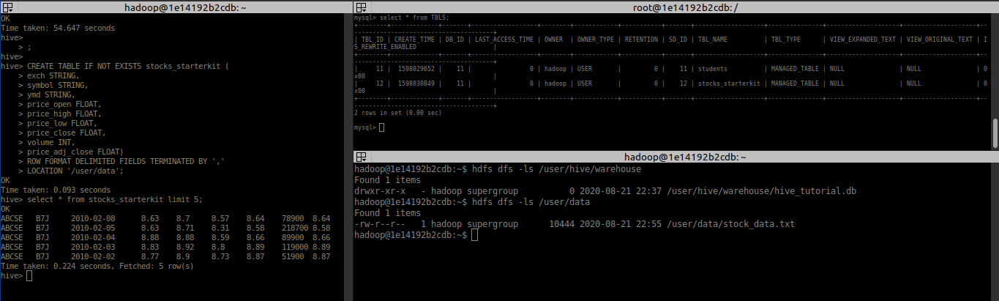 hadoop@1e14192b2cdb: ~
OK
Time taken: 54.647 seconds
hive>
    > ;
hive>
hive> CREATE TABLE IF NOT EXISTS stocks_starterkit (
    > exch STRING,
    > symbol STRING,
    > ymd STRING,
    > price_open FLOAT,
    > price_high FLOAT,
    > price_low FLOAT,
    > price_close FLOAT,
    > volume INT,
    > price_adj_close FLOAT)
    > ROW FORMAT DELIMITED FIELDS TERMINATED BY ','
    > LOCATION '/user/data';
OK
Time taken: 0.093 seconds
hive> select * from stocks_starterkit limit 5;
OK
ABCSE   B7J     2010-02-08      8.63    8.7     8.57    8.64    78900   8.64
ABCSE   B7J     2010-02-05      8.63    8.71    8.31    8.58    218700  8.58
ABCSE   B7J     2010-02-04      8.88    8.88    8.59    8.66    89900   8.66
ABCSE   B7J     2010-02-03      8.83    8.92    8.8     8.89    119000  8.89
ABCSE   B7J     2010-02-02      8.77    8.9     8.73    8.87    51900   8.87
Time taken: 0.224 seconds, Fetched: 5 row(s)
hive>
root@1e14192b2cdb: /
mysql> select * from TBLS;
| TBL_ID | CREATE_TIME | DB_ID | LAST_ACCESS_TIME | OWNER  | OWNER_TYPE | RETENTION | SD_ID | TBL_NAME          | TBL_TYPE      | VIEW_EXPANDED_TEXT | VIEW_ORIGINAL_TEXT | I
S_REWRITE_ENABLED                      |
|     11 |  1598029652 |    11 |                0 | hadoop | USER       |         0 |    11 | students          | MANAGED_TABLE | NULL               | NULL               | 0
x00                                    |
|     12 |  1598030849 |    11 |                0 | hadoop | USER       |         0 |    12 | stocks_starterkit | MANAGED_TABLE | NULL               | NULL               | 0
x00                                    |
2 rows in set (0.00 sec)
mysql>
hadoop@1e14192b2cdb: ~
hadoop@1e14192b2cdb:~$ hdfs dfs -ls /user/hive/warehouse
Found 1 items
drwxr-xr-x   - hadoop supergroup          0 2020-08-21 22:37 /user/hive/warehouse/hive_tutorial.db
hadoop@1e14192b2cdb:~$ hdfs dfs -ls /user/data
Found 1 items
-rw-r--r--   1 hadoop supergroup      10444 2020-08-21 22:55 /user/data/stock_data.txt
hadoop@1e14192b2cdb:~$